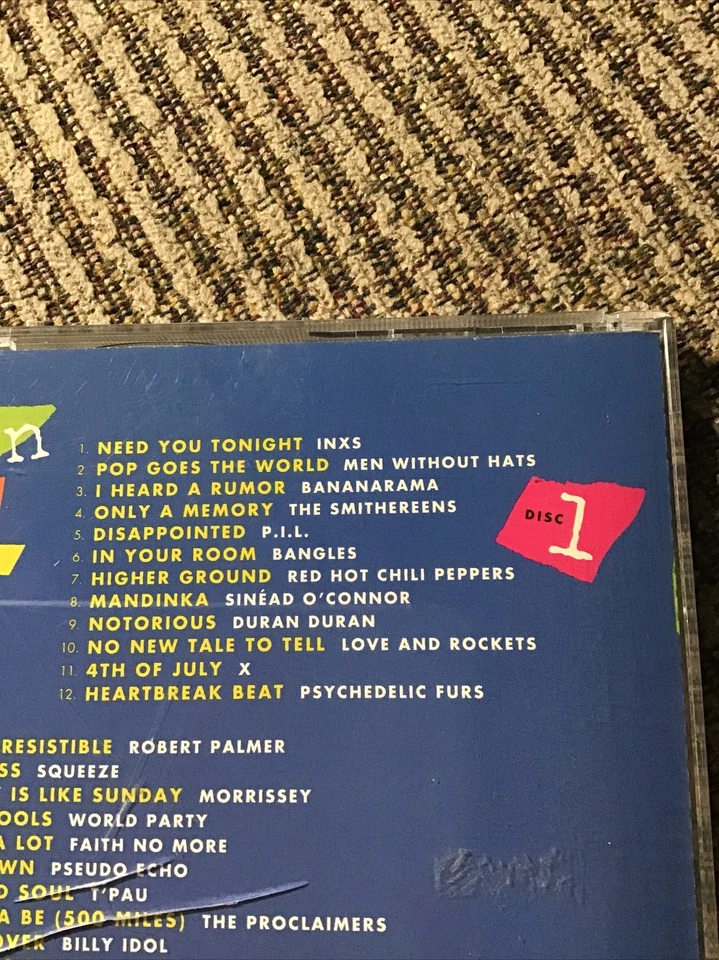 n
1. NEED YOU TONIGHT INXS
2. POP GOES THE WORLD MEN WITHOUT HATS
3. I HEARD A RUMOR BANANARAMA
4. ONLY A MEMORY THE SMITHEREENS
5. DISAPPOINTED P.I.L.
6. IN YOUR ROOM BANGLES
7. HIGHER GROUND RED HOT CHILI PEPPERS
8. MANDINKA SINÉAD O'CONNOR
9. NOTORIOUS DURAN DURAN
10. NO NEW TALE TO TELL LOVE AND ROCKETS
11. 4TH OF JULY X
12. HEARTBREAK BEAT PSYCHEDELIC FURS
DISC 1
RESISTIBLE ROBERT PALMER
SS SQUEEZE
Y IS LIKE SUNDAY MORRISSEY
OOLS WORLD PARTY
A LOT FAITH NO MORE
WN PSEUDO ECHO
D SOUL T'PAU
A BE (500 MILES) THE PROCLAIMERS
OVER BILLY IDOL